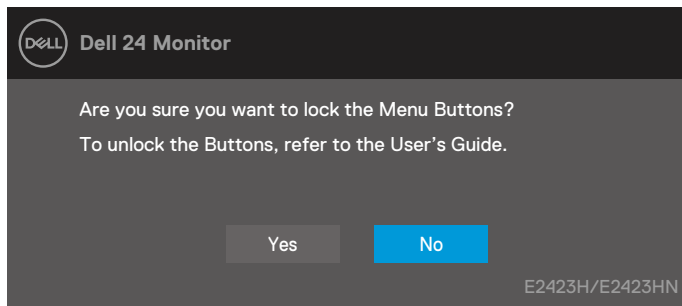 DELL Dell 24 Monitor
Are you sure you want to lock the Menu Buttons?
To unlock the Buttons, refer to the User's Guide.
Yes No
E2423H/E2423HN